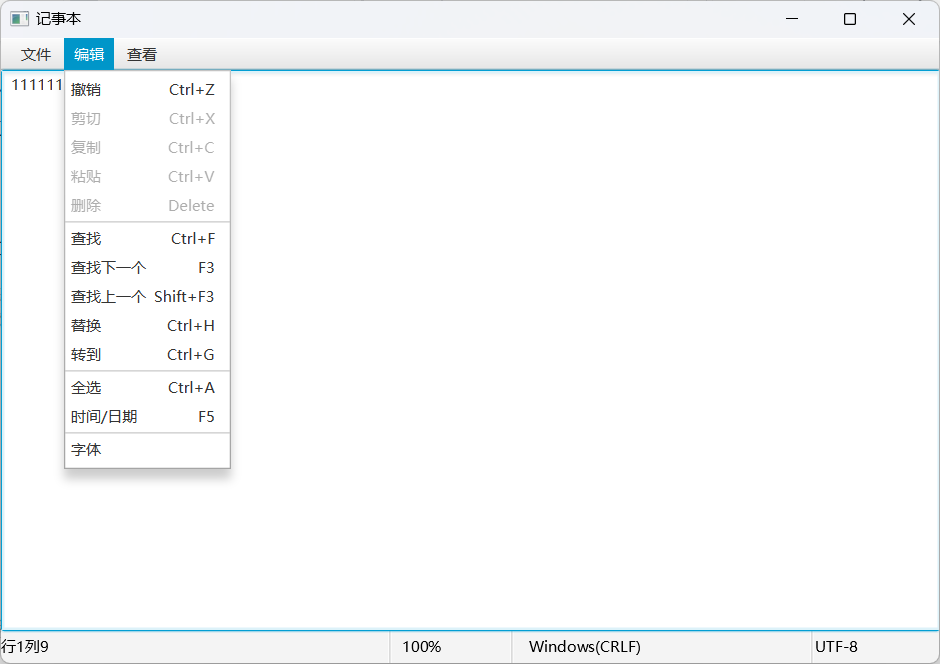 记事本
文件 编辑 查看
111111
撤销 Ctrl+Z
剪切 Ctrl+X
复制 Ctrl+C
粘贴 Ctrl+V
删除 Delete
查找 Ctrl+F
查找下一个 F3
查找上一个 Shift+F3
替换 Ctrl+H
转到 Ctrl+G
全选 Ctrl+A
时间/日期 F5
字体
行1列9 100% Windows(CRLF) UTF-8